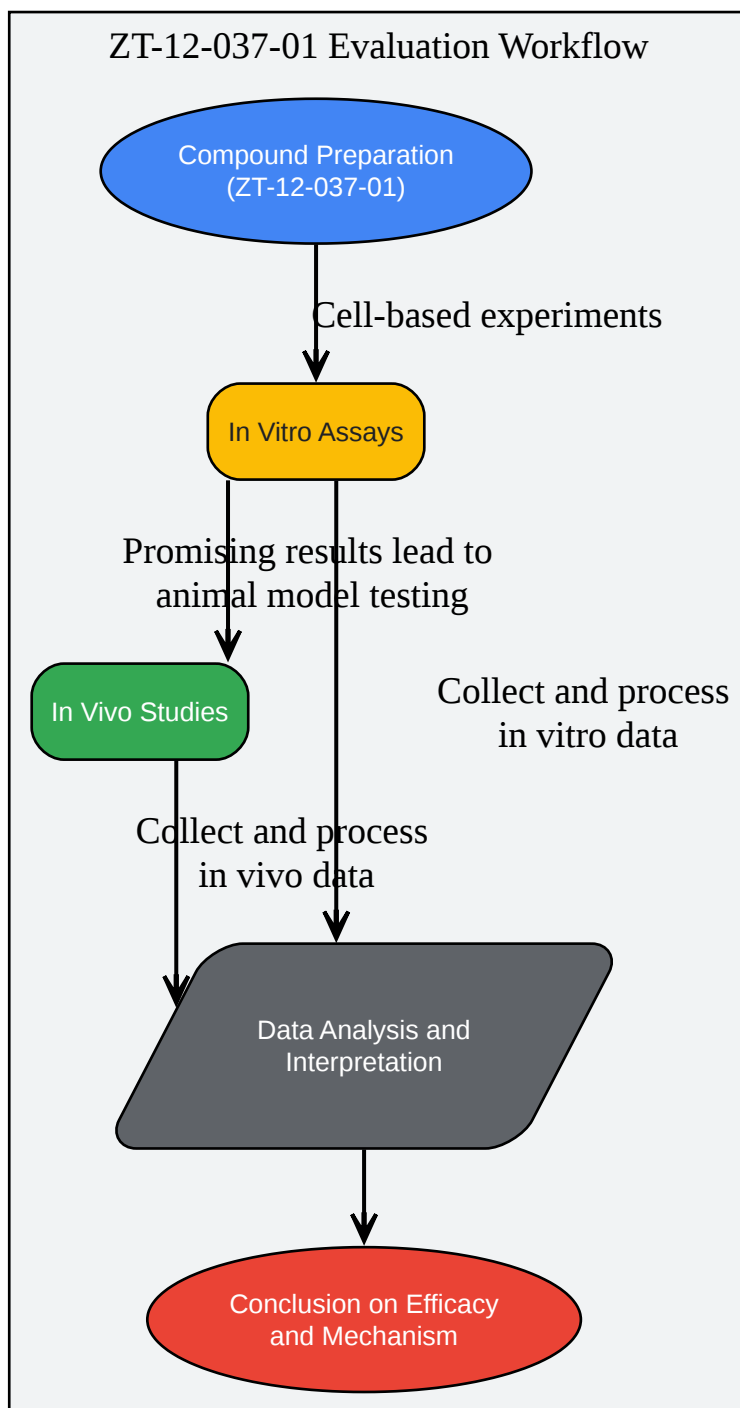 ZT-12-037-01 Evaluation Workflow
Compound Preparation
(ZT-12-037-01)
Cell-based experiments
In Vitro Assays
Promising results lead to
animal model testing
Collect and process
in vitro data
In Vivo Studies
Collect and process
in vivo data
Data Analysis and
Interpretation
Conclusion on Efficacy
and Mechanism